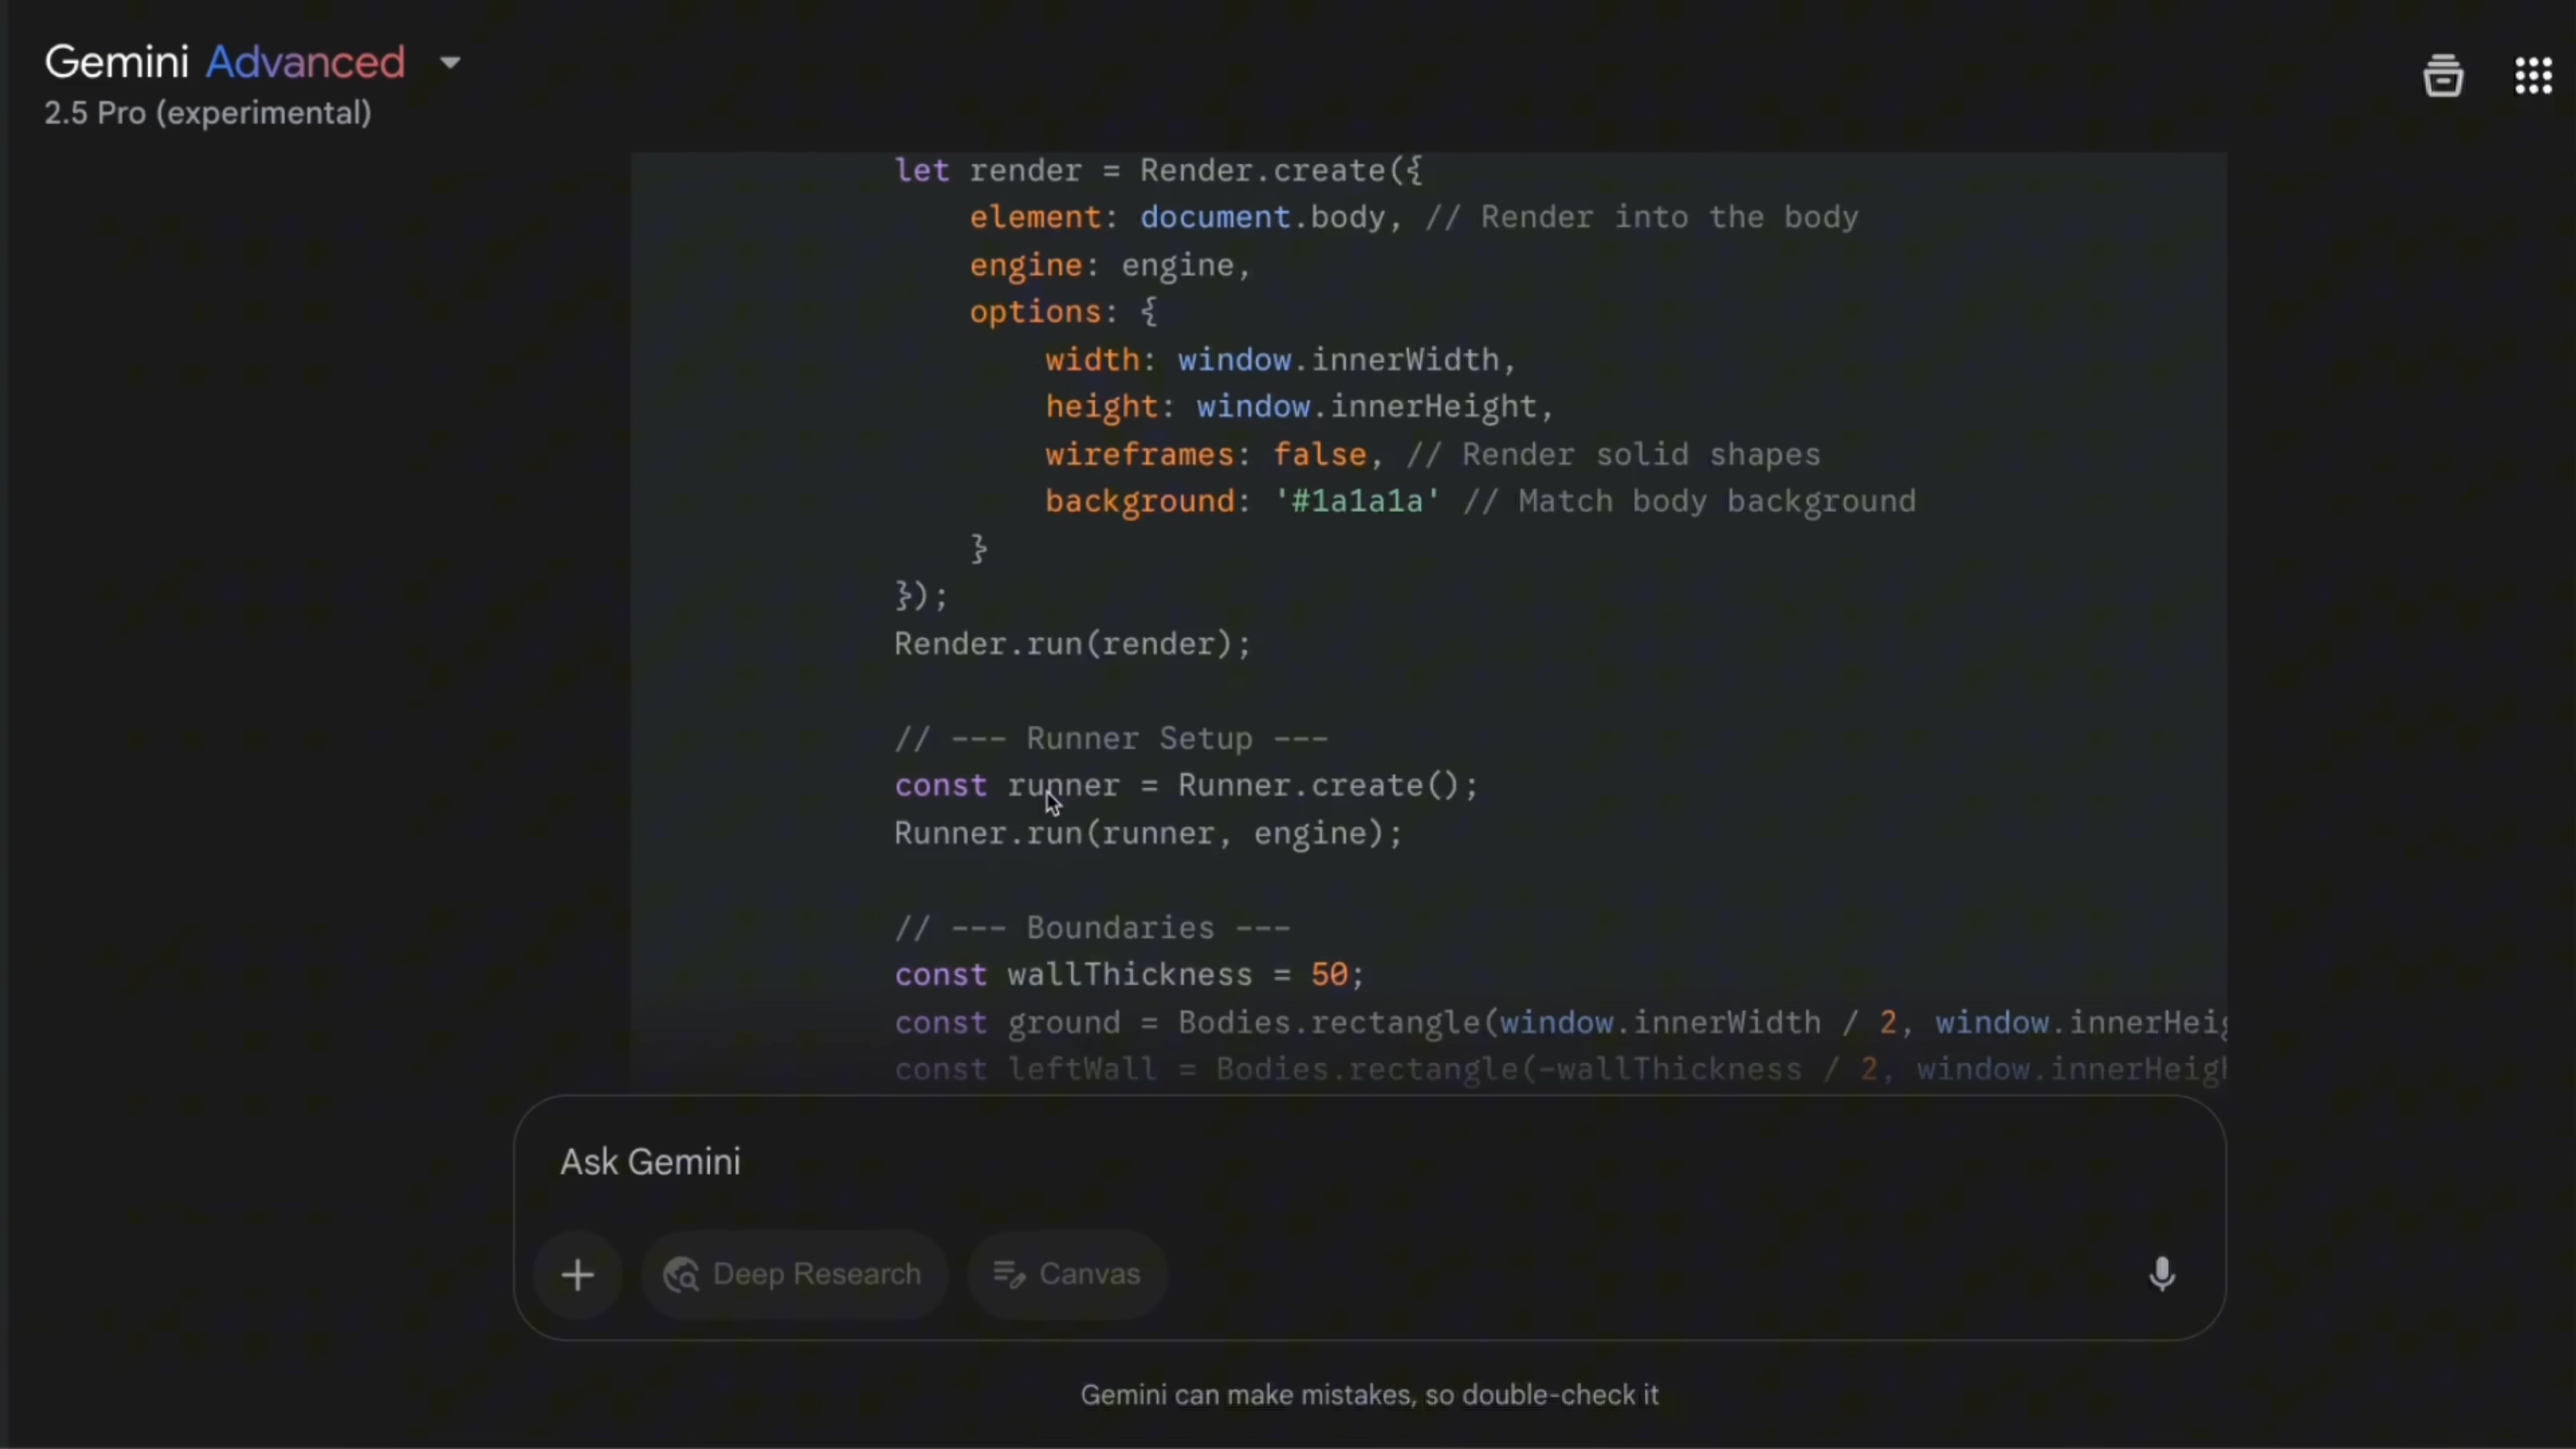 Gemini Advanced
2.5 Pro (experimental)
let render = Render.create({
element: document.body, // Render into the body
engine: engine,
options: {
width: window.innerWidth,
height: window.innerHeight,
wireframes: false, // Render solid shapes
background: '#1a1a1a' // Match body background
}
});
Render.run(render);
// --- Runner Setup ---
const runner = Runner.create();
Runner.run(runner, engine);
// --- Boundaries ---
const wallThickness = 50;
const ground = Bodies.rectangle(window.innerWidth / 2, window.innerHeig
const leftWall = Bodies.rectangle(-wallThickness / 2, window.innerHeigh
Ask Gemini
Deep Research
Canvas
Gemini can make mistakes, so double-check it